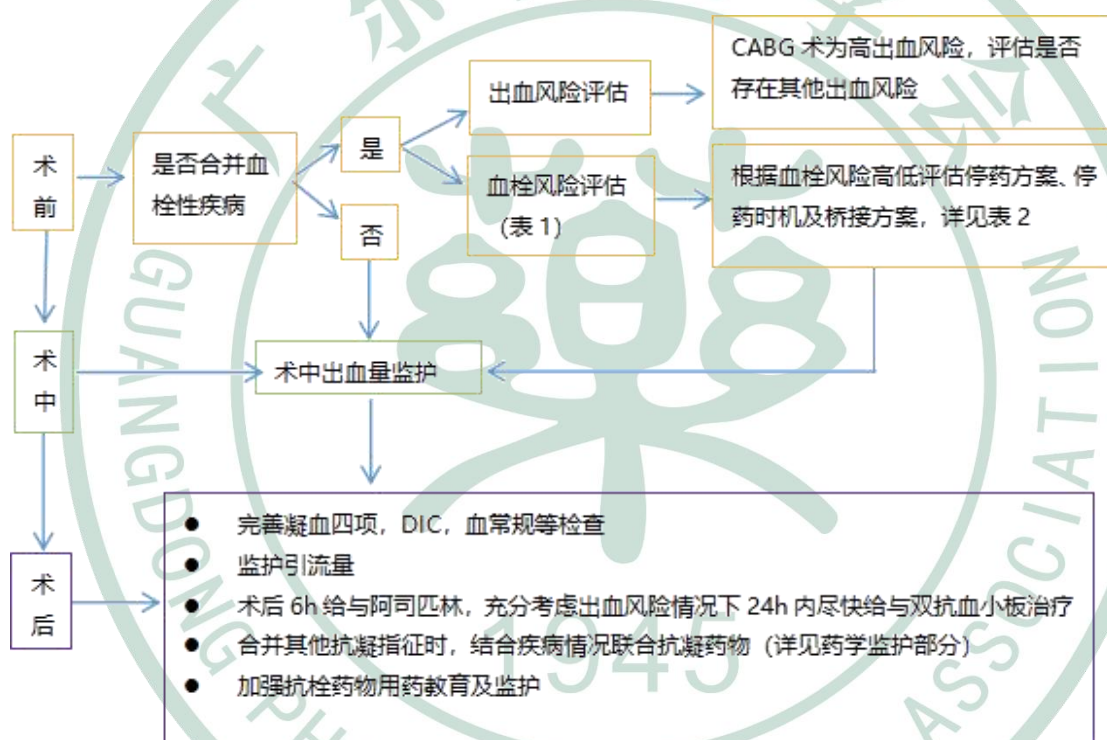 CABG 术为高出血风险，评估是否
存在其他出血风险
出血风险评估
术
前
是否合并血
栓性疾病
是
否
血栓风险评估
（表 1）
根据血栓风险高低评估停药方案、停
药时机及桥接方案，详见表 2
术
中
术中出血量监护
术
后
● 完善凝血四项，DIC，血常规等检查
● 监护引流量
● 术后 6h 给与阿司匹林，充分考虑出血风险情况下 24h 内尽快给与双抗血小板治疗
● 合并其他抗凝指征时，结合疾病情况联合抗凝药物（详见药学监护部分）
● 加强抗栓药物用药教育及监护
广东
会
GUANGDONG PH
ASSOCIATION
1945